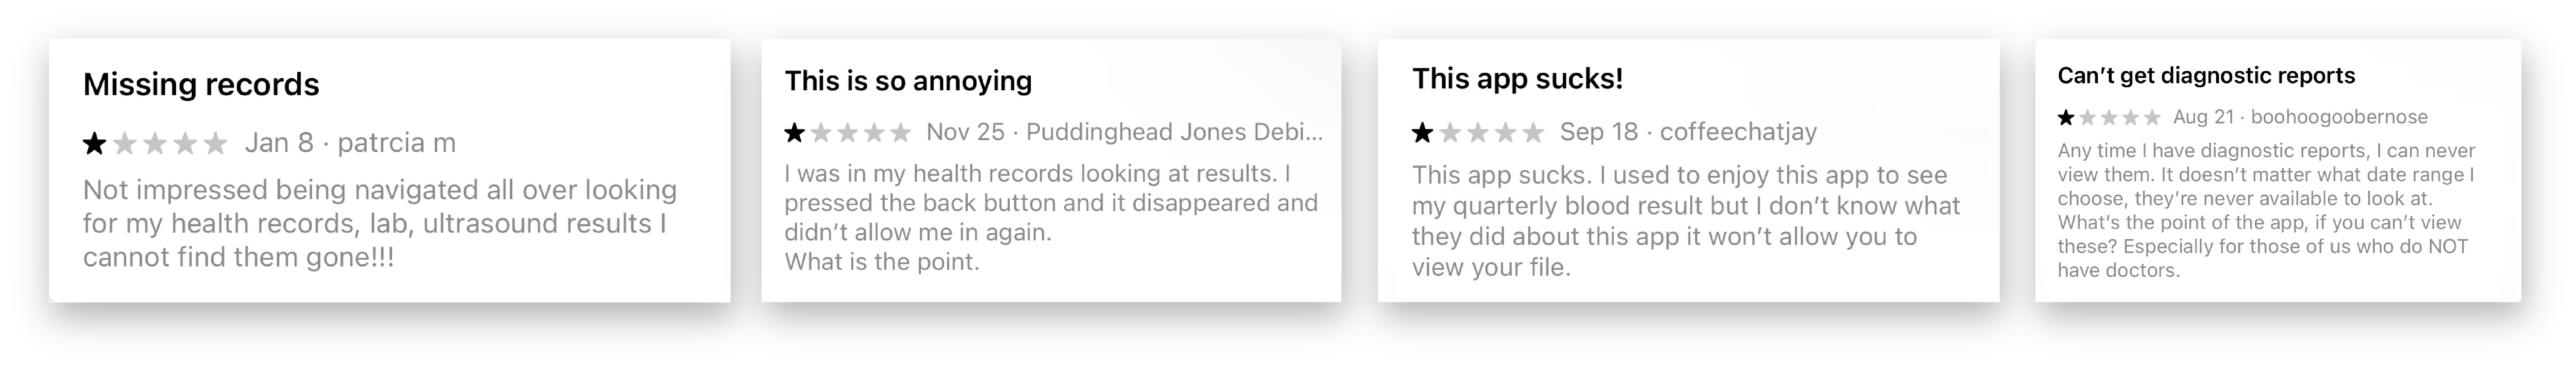 Missing records
Jan 8 · patrcia m
Not impressed being navigated all over looking
for my health records, lab, ultrasound results I
cannot find them gone!!!
This is so annoying
Nov 25 · Puddinghead Jones Debi...
I was in my health records looking at results. I
pressed the back button and it disappeared and
didn't allow me in again.
What is the point.
This app sucks!
Sep 18 · coffeechatjay
This app sucks. I used to enjoy this app to see
my quarterly blood result but I don't know what
they did about this app it won't allow you to
view your file.
Can't get diagnostic reports
Aug 21 · boohoogoobernose
Any time I have diagnostic reports, I can never
view them. It doesn't matter what date range I
choose, they're never available to look at.
What's the point of the app, if you can't view
these? Especially for those of us who do NOT
have doctors.